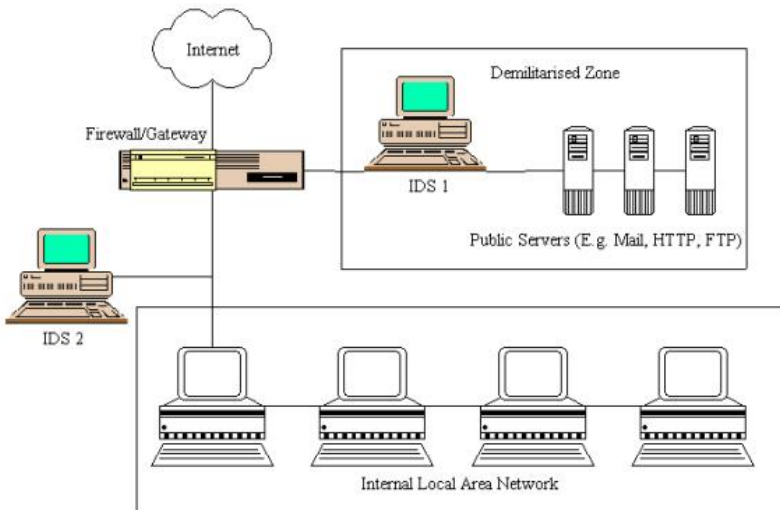 Internet
Demilitarised Zone
Firewall/Gateway
IDS 1
Public Servers (E.g. Mail, HTTP, FTP)
IDS 2
Internal Local Area Network